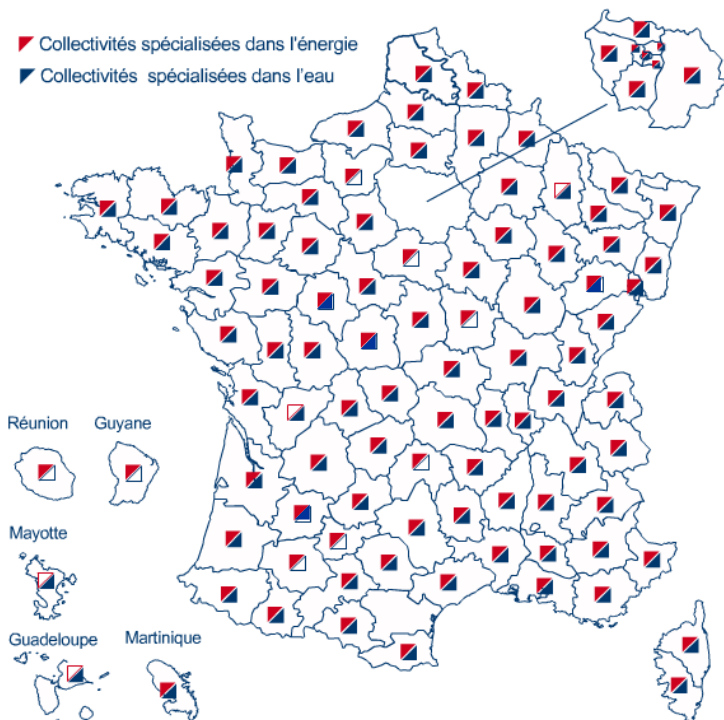 Collectivités spécialisées dans l'énergie
Collectivités spécialisées dans l'eau
Réunion
Guyane
Mayotte
Guadeloupe
Martinique